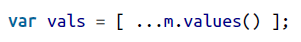 var vals = [ ...m.values() ];